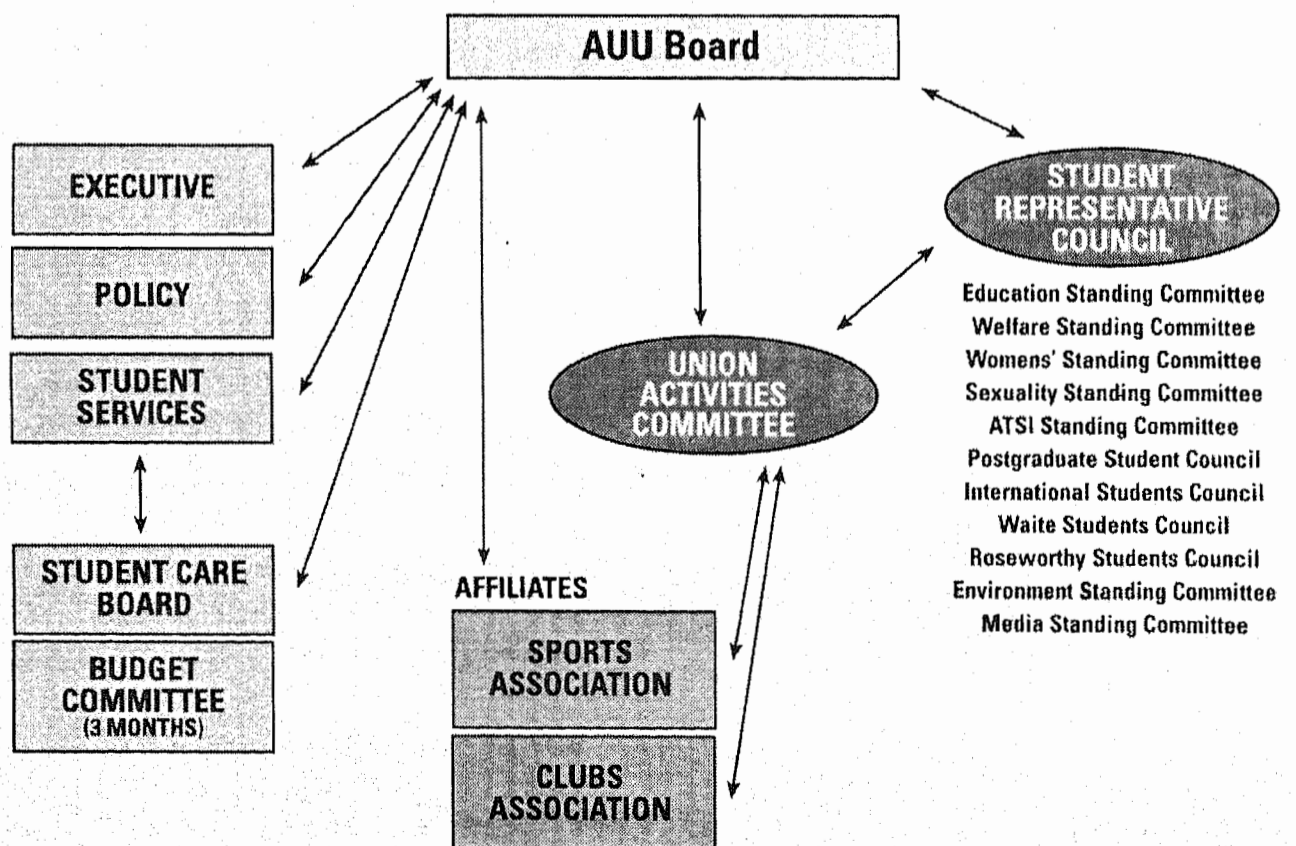 AUU Board
EXECUTIVE
POLICY
STUDENT
SERVICES
STUDENT CARE
BOARD
BUDGET
COMMITTEE
(3 MONTHS)
AFFILIATES
SPORTS
ASSOCIATION
CLUBS
ASSOCIATION
UNION
ACTIVITIES
COMMITTEE
STUDENT
REPRESENTATIVE
COUNCIL
Education Standing Committee
Welfare Standing Committee
Womens' Standing Committee
Sexuality Standing Committee
ATSI Standing Committee
Postgraduate Student Council
International Students Council
Waite Students Council
Roseworthy Students Council
Environment Standing Committee
Media Standing Committee